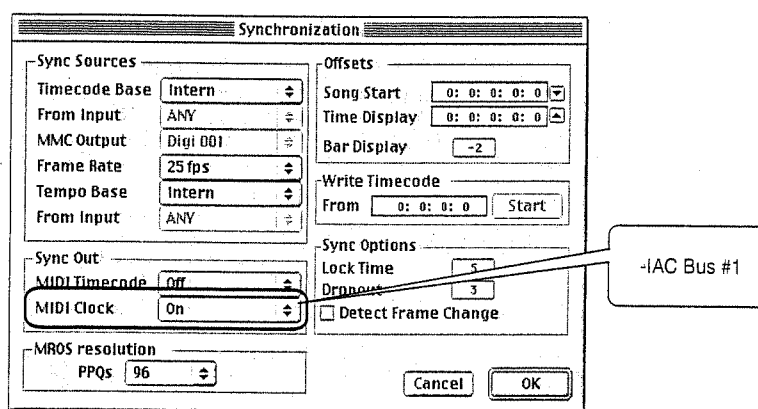 Synchronization
Sync Sources
Timecode Base Intern
From Input ANY
MMC Output Digi 001
Frame Rate 25 fps
Tempo Base Intern
From Input ANY
Sync Out
MIDI Timecode Off
MIDI Clock On
MROS resolution
PPQs 96
Offsets
Song Start 0: 0: 0: 0: 0
Time Display 0: 0: 0: 0: 0
Bar Display -2
Write Timecode
From 0: 0: 0: 0 Start
Sync Options
Lock Time 5
Dropout 3
Detect Frame Change
Cancel OK
-IAC Bus #1